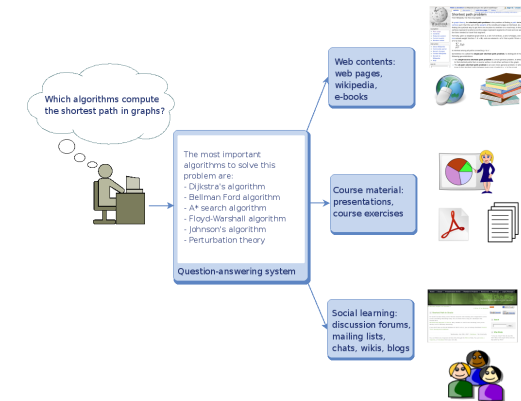 Which algorithms compute
the shortest path in graphs?
The most important
algorithms to solve this
problem are:
- Dijkstra's algorithm
- Bellman Ford algorithm
- A* search algorithm
- Floyd-Warshall algorithm
- Johnson's algorithm
- Perturbation theory
Question-answering system
Web contents:
web pages,
wikipedia,
e-books
Course material:
presentations,
course exercises
Social learning:
discussion forums,
mailing lists,
chats, wikis, blogs
Shortest path problem